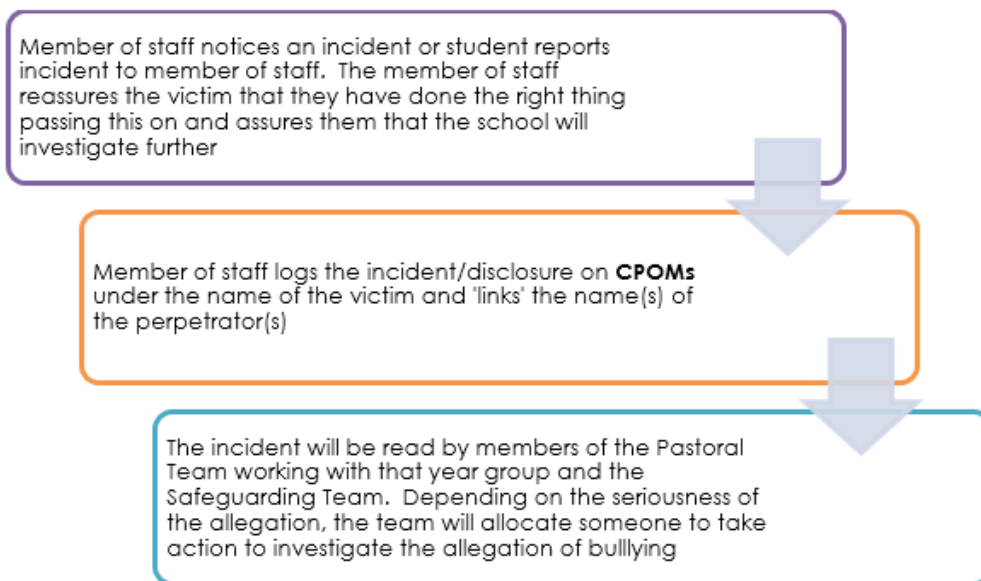 Member of staff notices an incident or student reports
incident to member of staff.  The member of staff
reassures the victim that they have done the right thing
passing this on and assures them that the school will
investigate further
Member of staff logs the incident/disclosure on CPOMs
under the name of the victim and 'links' the name(s) of
the perpetrator(s)
The incident will be read by members of the Pastoral
Team working with that year group and the
Safeguarding Team.  Depending on the seriousness of
the allegation, the team will allocate someone to take
action to investigate the allegation of bulllying